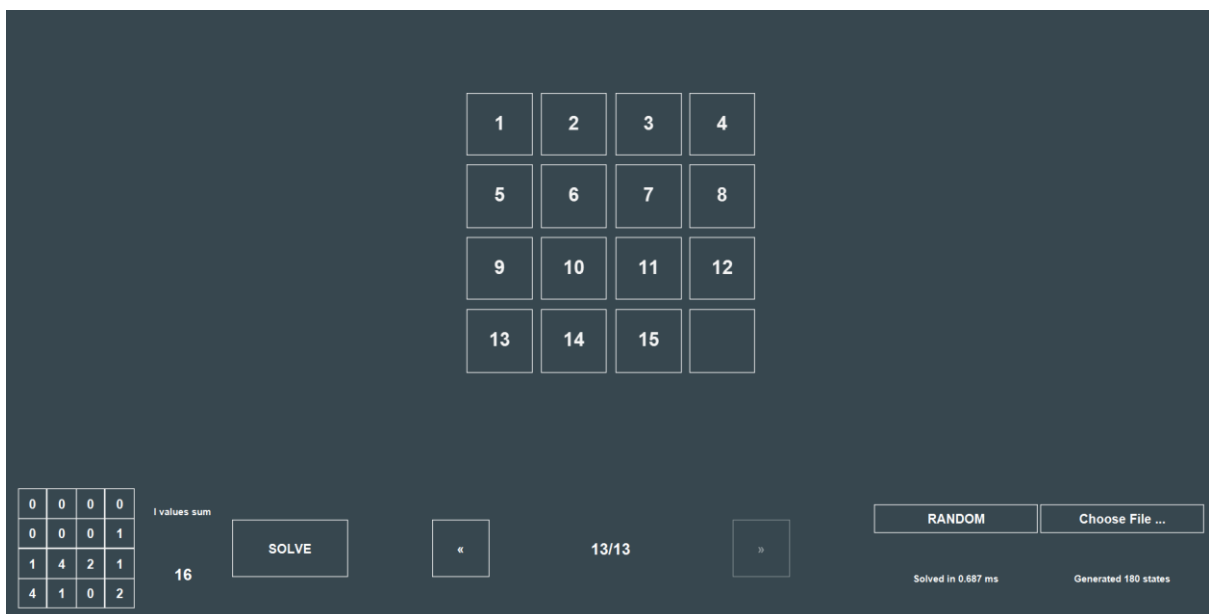 1 2 3 4
5 6 7 8
9 10 11 12
13 14 15
0 0 0 0
0 0 0 1
1 4 2 1
4 1 0 2
I values sum
16
SOLVE
«
13/13
»
RANDOM
Choose File ...
Solved in 0.687 ms
Generated 180 states